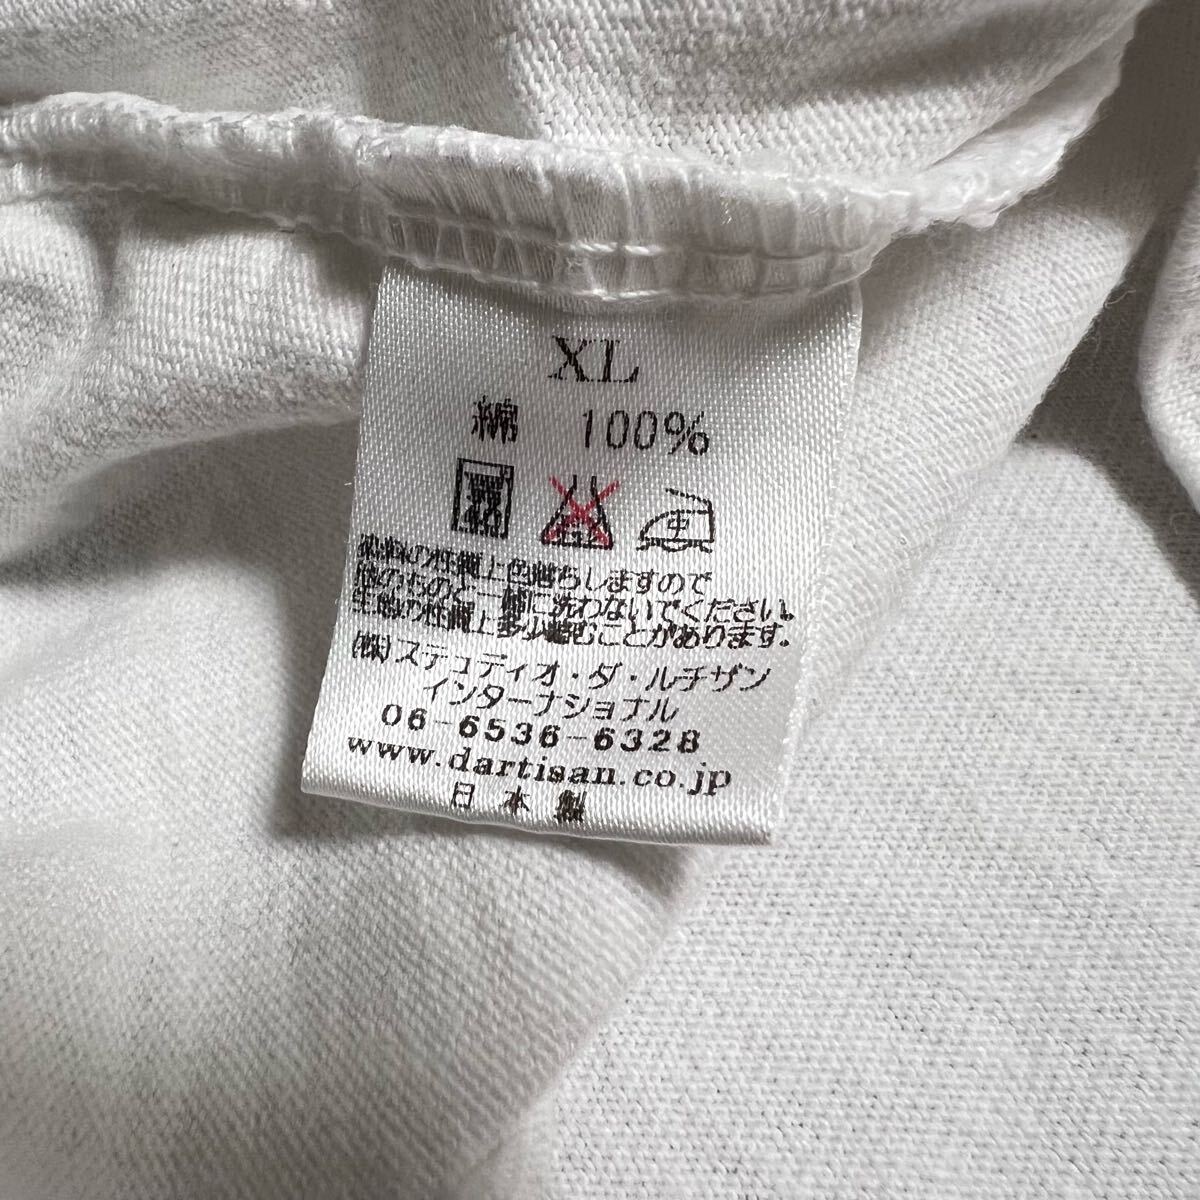 XL
綿 100%
40 中
染料の性質上色落ちしますので
他のものと一緒に洗わないでください。
生地の性質上多少縮むことがあります。
(株)ステュディオ・ダ・ルチザン
インターナショナル
06-6536-6328
www.dartisan.co.jp
日本製